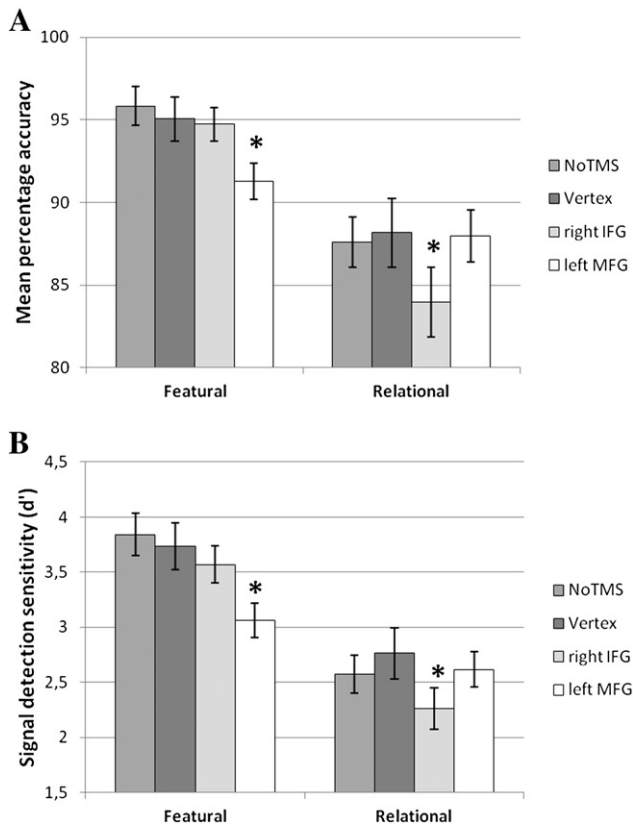 A
Mean percentage accuracy
100
95
90
85
80
*
*
Featural
Relational
NoTMS
Vertex
right IFG
left MFG
B
Signal detection sensitivity (d')
4,5
4
3,5
3
2,5
2
1,5
*
*
Featural
Relational
NoTMS
Vertex
right IFG
left MFG